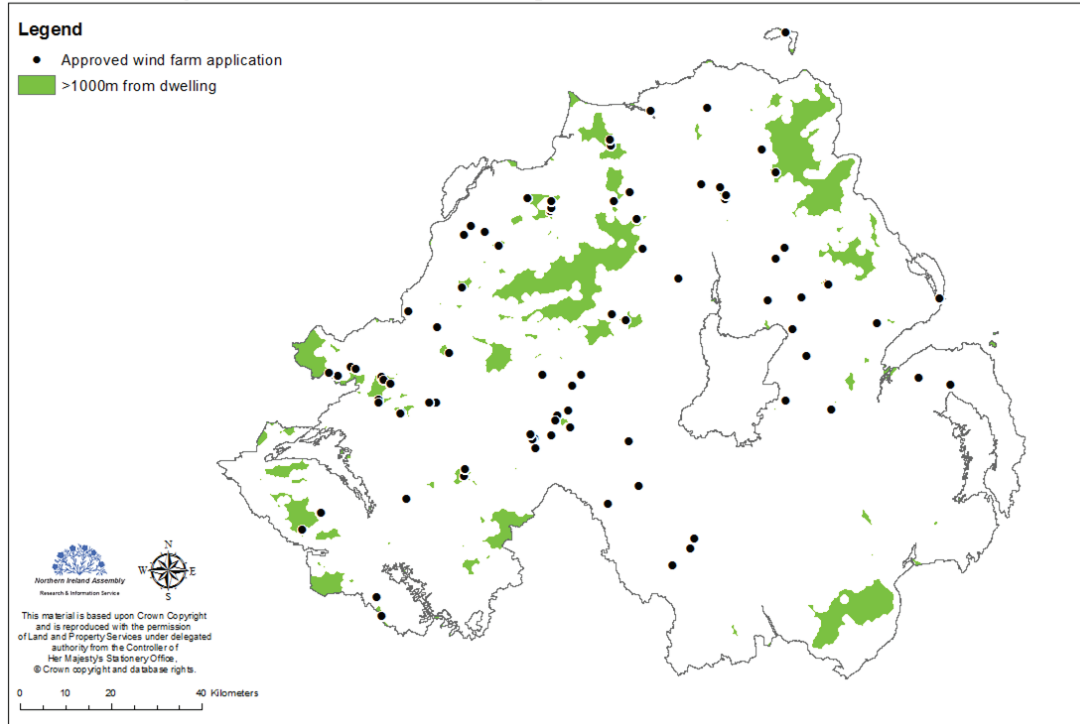 Legend
Approved wind farm application
>1000m from dwelling
N
W E
S
Northern Ireland Assembly
Research & Information Service
This material is based upon Crown Copyright
and is reproduced with the permission
of Land and Property Services under delegated
authority from the Controller of
Her Majesty's Stationery Office,
© Crown copyright and database rights.
0 10 20 40 Kilometers